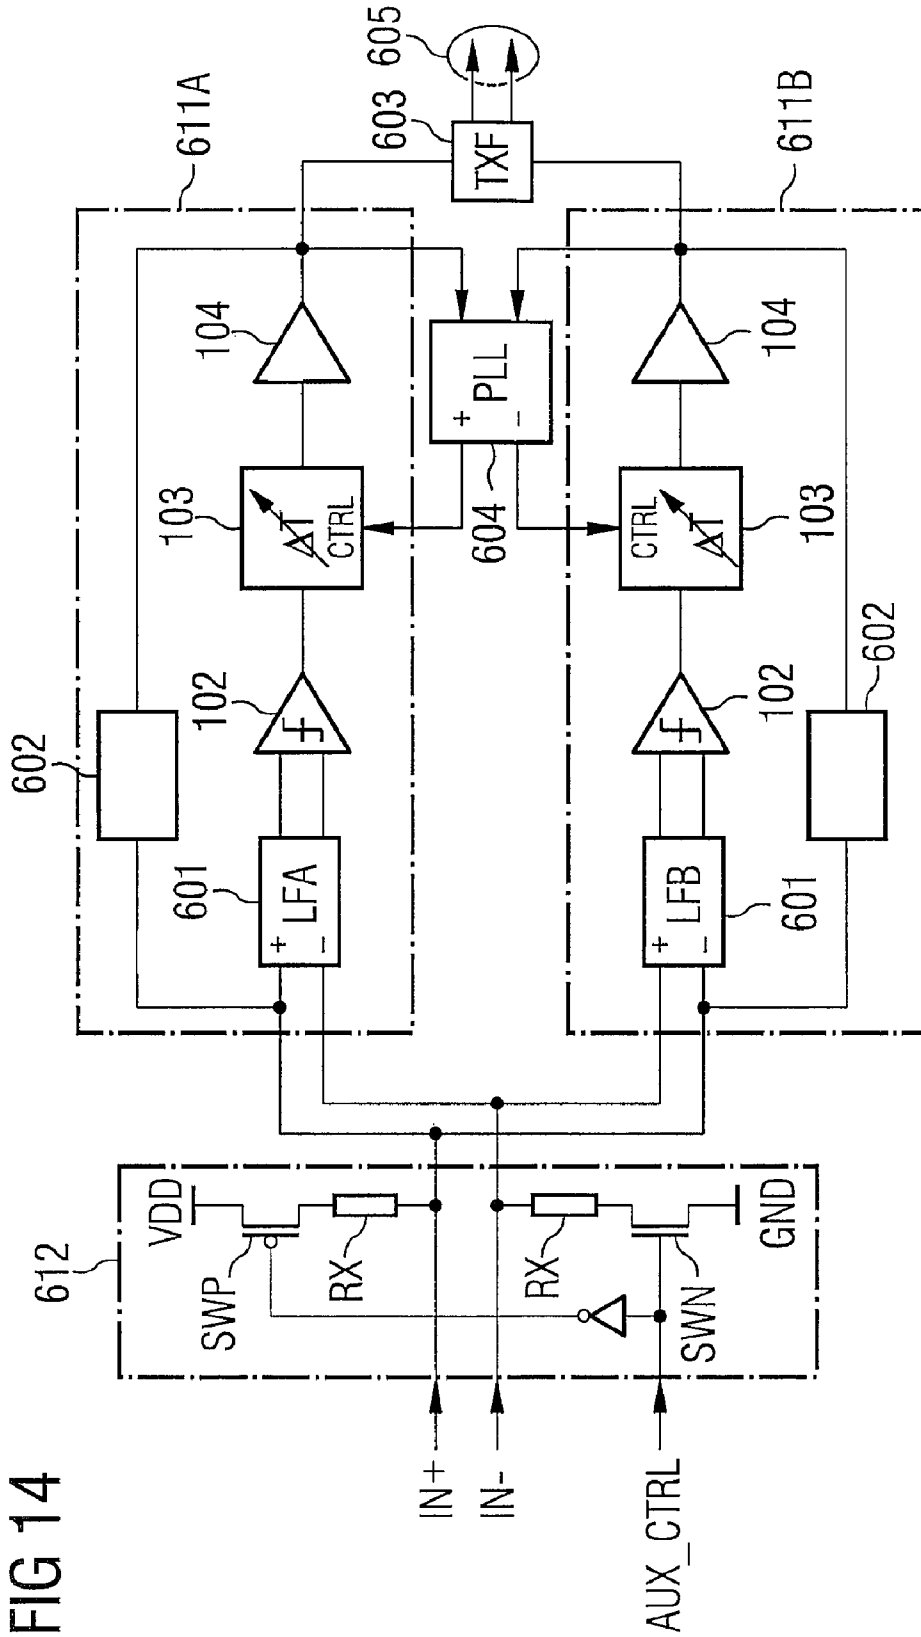 FIG 14
612
VDD
SWP
RX
RX
SWN
GND
IN+
IN-
AUX_CTRL
611A
602
601
+
-
LFA
102
103
ΔT
CTRL
104
604
+
-
PLL
603
TXF
605
611B
601
+
-
LFB
102
103
CTRL
ΔT
104
602